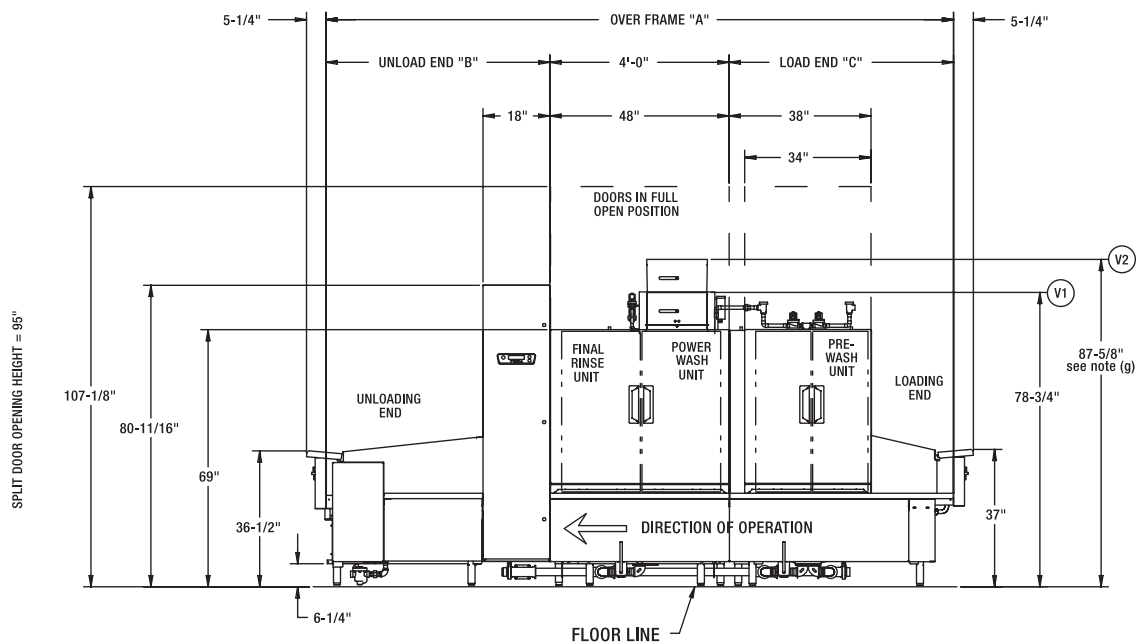 5-1/4"
OVER FRAME "A"
5-1/4"
UNLOAD END "B"
4'-0"
LOAD END "C"
18"
48"
38"
34"
DOORS IN FULL
OPEN POSITION
V2
V1
FINAL
RINSE
UNIT
POWER
WASH
UNIT
PRE-
WASH
UNIT
87-5/8"
see note (g)
SPLIT DOOR OPENING HEIGHT = 95"
107-1/8"
UNLOADING
END
LOADING
END
78-3/4"
80-11/16"
69"
36-1/2"
37"
DIRECTION OF OPERATION
6-1/4"
FLOOR LINE